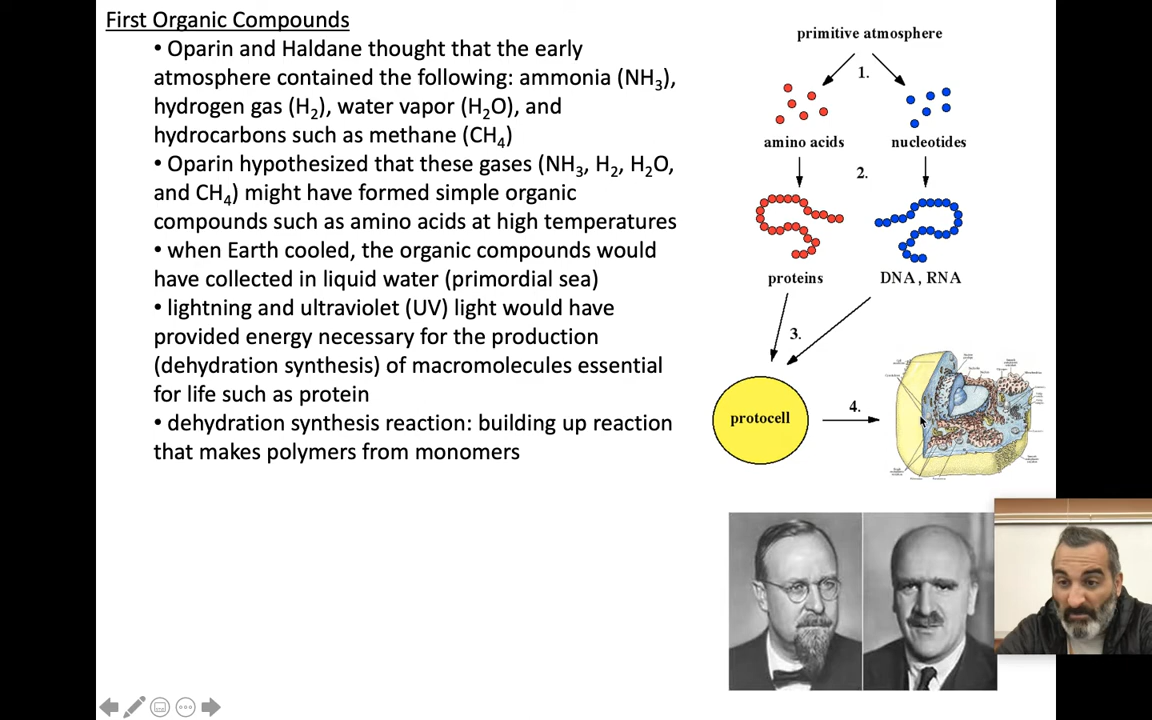 First Organic Compounds
• Oparin and Haldane thought that the early
atmosphere contained the following: ammonia (NH₃),
hydrogen gas (H₂), water vapor (H₂O), and
hydrocarbons such as methane (CH₄)
• Oparin hypothesized that these gases (NH₃, H₂, H₂O,
and CH₄) might have formed simple organic
compounds such as amino acids at high temperatures
• when Earth cooled, the organic compounds would
have collected in liquid water (primordial sea)
• lightning and ultraviolet (UV) light would have
provided energy necessary for the production
(dehydration synthesis) of macromolecules essential
for life such as protein
• dehydration synthesis reaction: building up reaction
that makes polymers from monomers
primitive atmosphere
1.
amino acids
nucleotides
2.
proteins
DNA, RNA
3.
protocell
4.